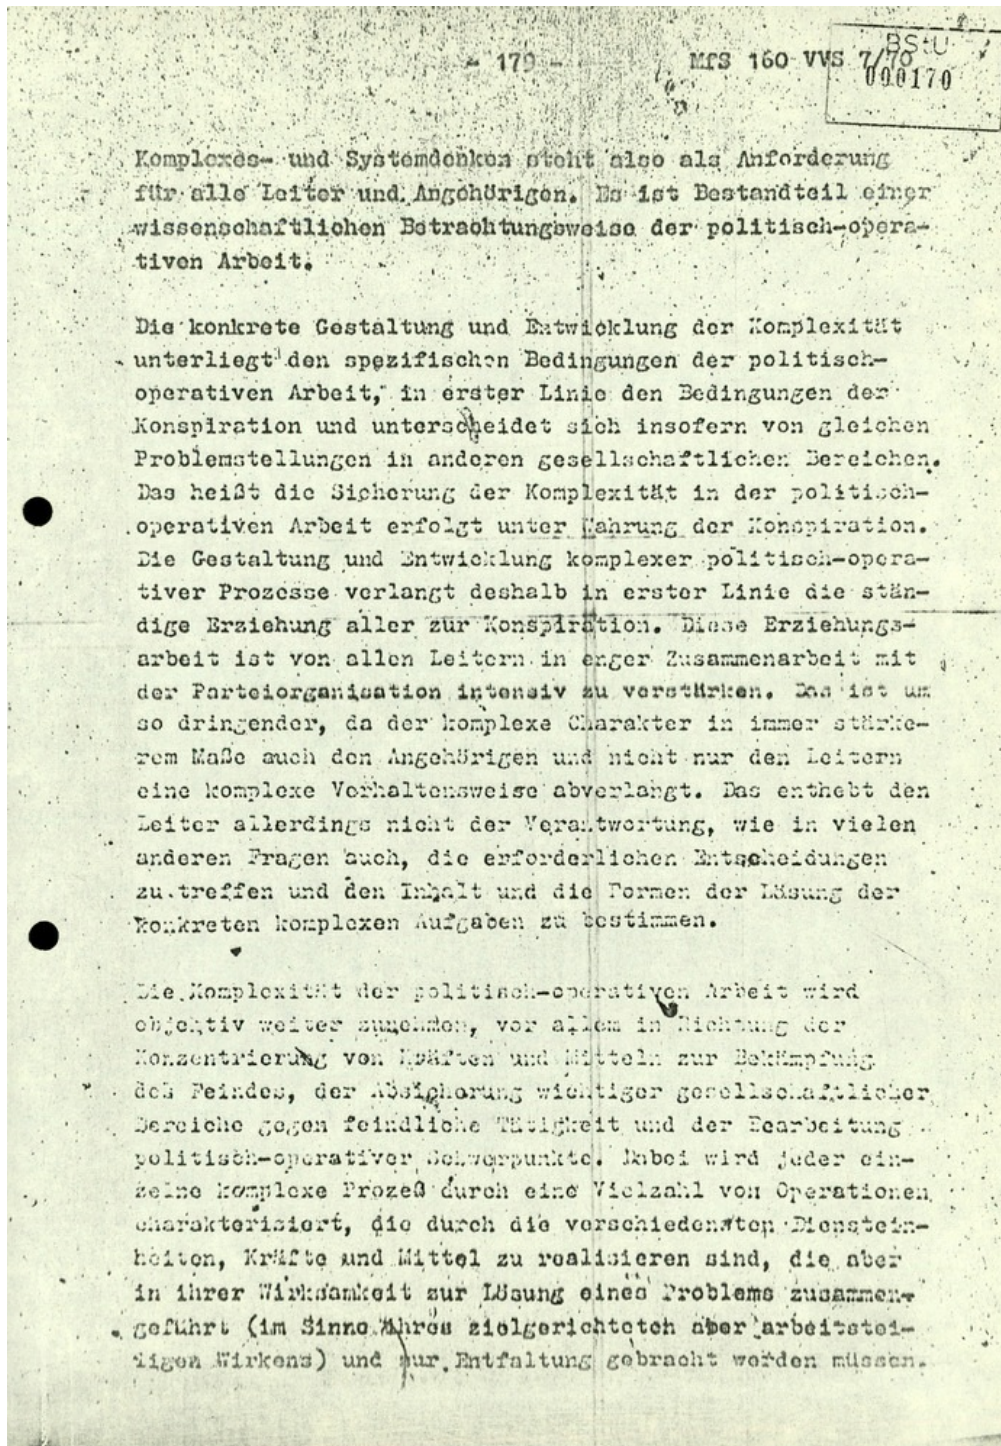 - 179 -
MfS 160 VVS 7/70
BStU
000170
Komplexes- und Systemdenken steht also als Anforderung
für alle Leiter und Angehörigen. Es ist Bestandteil einer
wissenschaftlichen Betrachtungsweise der politisch-opera-
tiven Arbeit.
Die konkrete Gestaltung und Entwicklung der Komplexität
unterliegt den spezifischen Bedingungen der politisch-
operativen Arbeit, in erster Linie den Bedingungen der
Konspiration und unterscheidet sich insofern von gleichen
Problemstellungen in anderen gesellschaftlichen Bereichen.
Das heißt die Sicherung der Komplexität in der politisch-
operativen Arbeit erfolgt unter Wahrung der Konspiration.
Die Gestaltung und Entwicklung komplexer politisch-opera-
tiver Prozesse verlangt deshalb in erster Linie die stän-
dige Erziehung aller zur Konspiration. Diese Erziehungs-
arbeit ist von allen Leitern in enger Zusammenarbeit mit
der Parteiorganisation intensiv zu verstärken. Das ist um
so dringender, da der komplexe Charakter in immer stärke-
rem Maße auch den Angehörigen und nicht nur den Leitern
eine komplexe Verhaltensweise abverlangt. Das enthebt den
Leiter allerdings nicht der Verantwortung, wie in vielen
anderen Fragen auch, die erforderlichen Entscheidungen
zu treffen und den Inhalt und die Formen der Lösung der
konkreten komplexen Aufgaben zu bestimmen.
Die Komplexität der politisch-operativen Arbeit wird
objektiv weiter zunehmen, vor allem in Richtung der
Konzentrierung von Kräften und Mitteln zur Bekämpfung
des Feindes, der Absicherung wichtiger gesellschaftlicher
Bereiche gegen feindliche Tätigkeit und der Bearbeitung
politisch-operativer Schwerpunkte. Dabei wird jeder ein-
zelne komplexe Prozeß durch eine Vielzahl von Operationen
charakterisiert, die durch die verschiedensten Dienstein-
heiten, Kräfte und Mittel zu realisieren sind, die aber
in ihrer Wirksamkeit zur Lösung eines Problems zusammen-
geführt (im Sinne ihres zielgerichteten aber arbeitstei-
ligen Wirkens) und zur Entfaltung gebracht werden müssen.